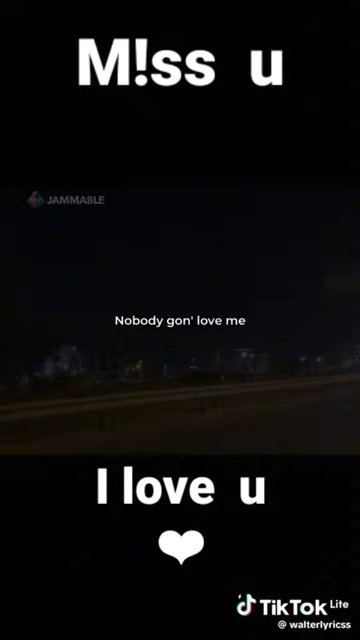 M!ss u
JAMMABLE
Nobody gon' love me
I love u
TikTok Lite
@ walterlyricss